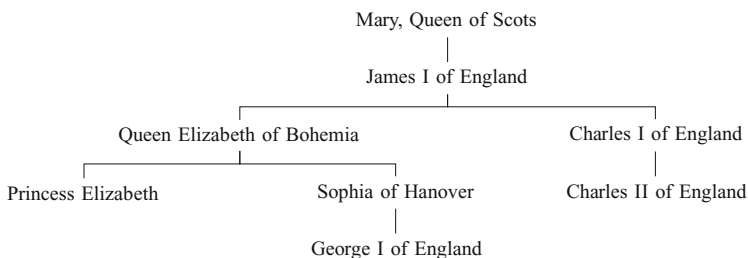 Mary, Queen of Scots
James I of England
Queen Elizabeth of Bohemia
Charles I of England
Princess Elizabeth
Sophia of Hanover
Charles II of England
George I of England